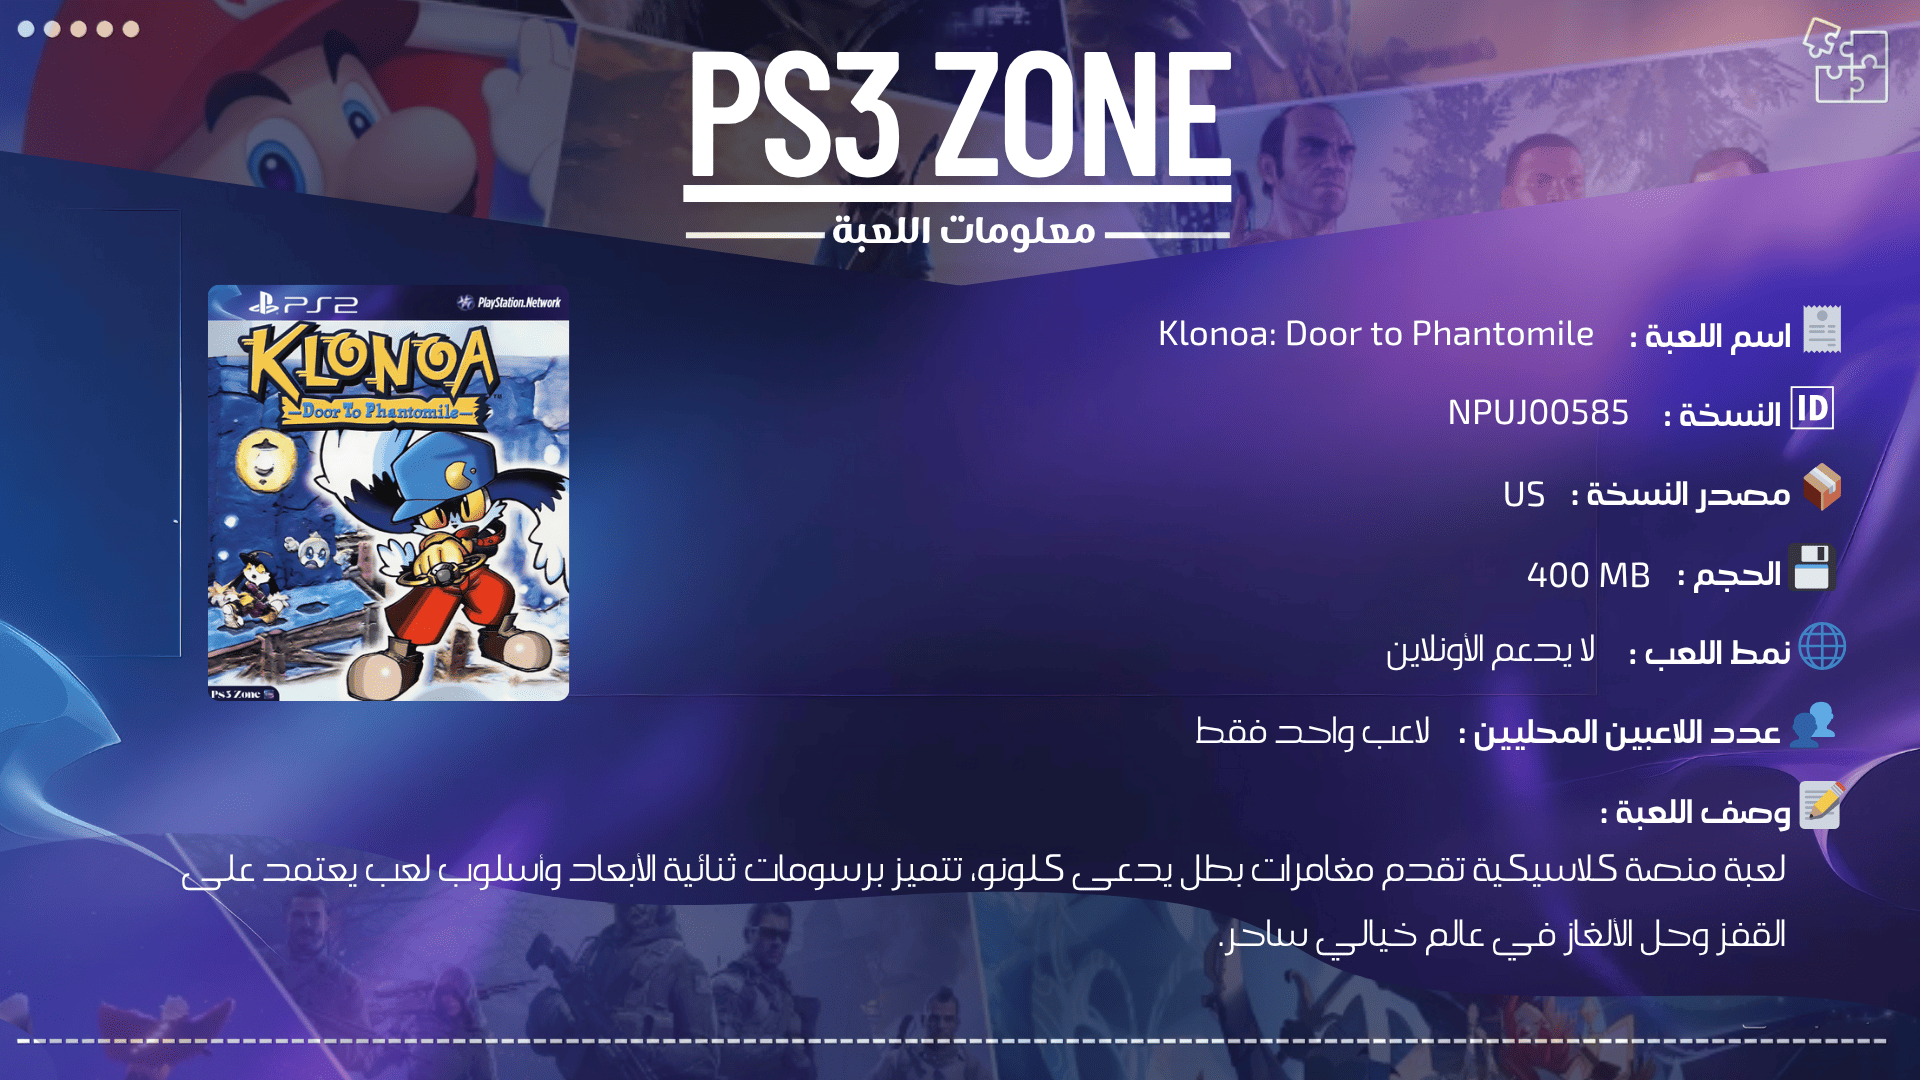 PS3 ZONE
معلومات اللعبة
PS2 PlayStation.Network
KLONOA
Door To Phantomile
Ps3 Zone
اسم اللعبة : Klonoa: Door to Phantomile
ID النسخة : NPUJ00585
مصدر النسخة : US
الحجم : 400 MB
نمط اللعب : لا يدعم الأونلاين
عدد اللاعبين المحليين : لاعب واحد فقط
وصف اللعبة :
لعبة منصة كلاسيكية تقدم مغامرات بطل يدعى كلونو، تتميز برسومات ثنائية الأبعاد وأسلوب لعب يعتمد على
القفز وحل الألغاز في عالم خيالي ساحر.